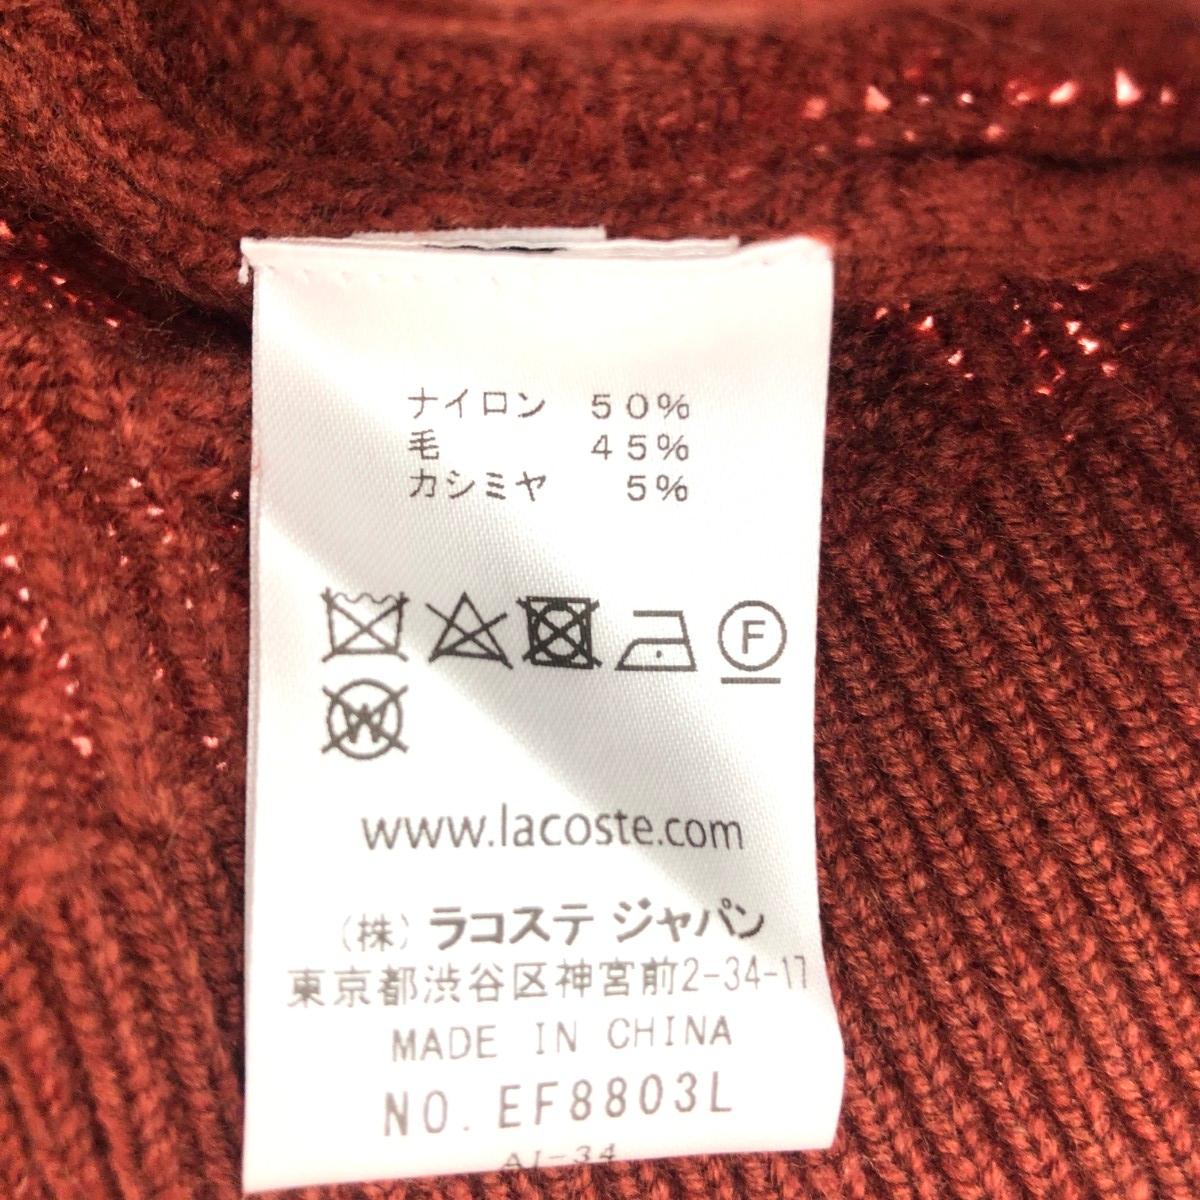 ナイロン 50%
毛 45%
カシミヤ 5%
F
W
www.lacoste.com
(株) ラコステ ジャパン
東京都渋谷区神宮前2-34-17
MADE IN CHINA
NO. EF8803L
AI-34